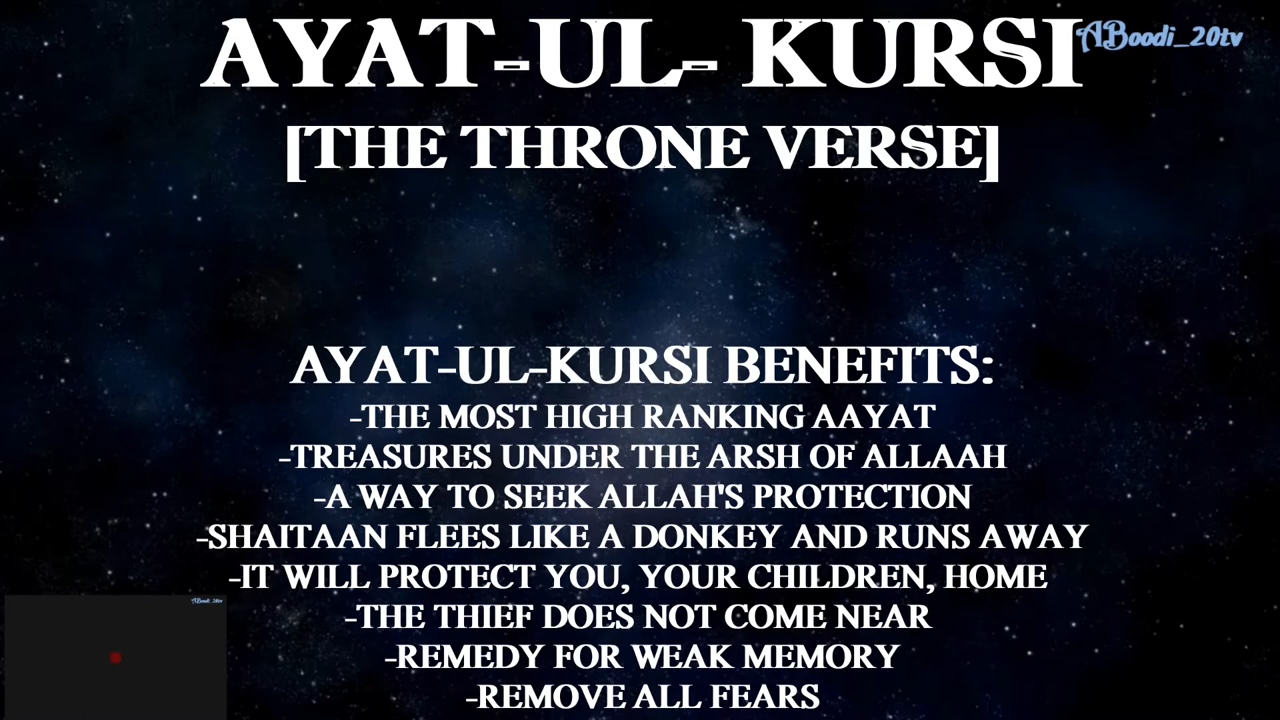 AYAT-UL- KURSI
ABoodi_20tv
[THE THRONE VERSE]
AYAT-UL-KURSI BENEFITS:
-THE MOST HIGH RANKING AAYAT
-TREASURES UNDER THE ARSH OF ALLAAH
-A WAY TO SEEK ALLAH'S PROTECTION
-SHAITAAN FLEES LIKE A DONKEY AND RUNS AWAY
-IT WILL PROTECT YOU, YOUR CHILDREN, HOME
-THE THIEF DOES NOT COME NEAR
-REMEDY FOR WEAK MEMORY
-REMOVE ALL FEARS
ABoodi_20tv